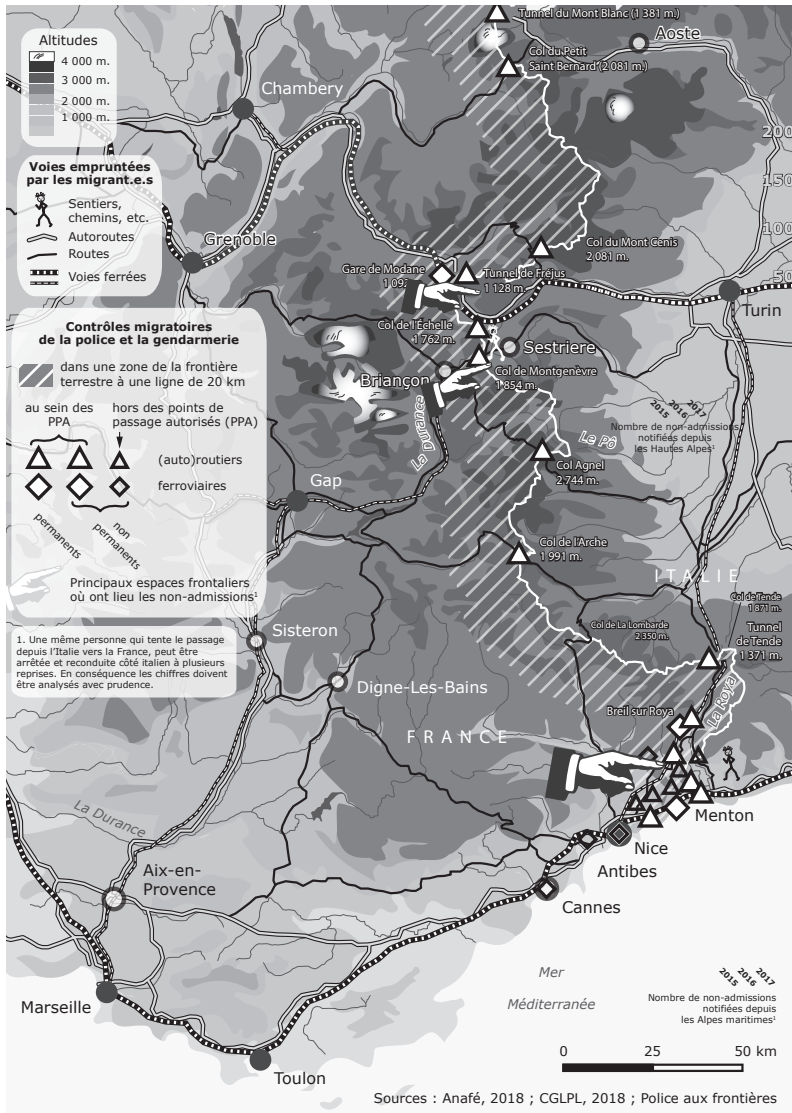 Tunnel du Mont Blanc (1 381 m.)
Aoste
Col du Petit
Saint Bernard (2 081 m.)
Altitudes
4 000 m.
3 000 m.
2 000 m.
1 000 m.
Chambery
200
150
100
50
Voies empruntées
par les migrant.e.s
Sentiers,
chemins, etc.
Autoroutes
Routes
Voies ferrées
Grenoble
Col du Mont Cenis
2 081 m.
Gare de Modane
Tunnel de Fréjus
1 128 m.
Turin
Col de l'Échelle
1 762 m.
Sestriere
Briançon
Col de Montgenèvre
1 854 m.
Contrôles migratoires
de la police et la gendarmerie
dans une zone de la frontière
terrestre à une ligne de 20 km
au sein des
PPA
hors des points de
passage autorisés (PPA)
(auto)routiers
ferroviaires
permanents
non
permanents
Principaux espaces frontaliers
où ont lieu les non-admissions¹
La Durance
2015 2016 2017
Nombre de non-admissions
notifiées depuis
les Hautes Alpes¹
Le Pô
Col Agnel
2 744 m.
Gap
Col de l'Arche
1 991 m.
ITALIE
Col de Tende
1 871 m.
Tunnel
de Tende
1 371 m.
Col de La Lombarde
2 350 m.
1. Une même personne qui tente le passage
depuis l'Italie vers la France, peut être
arrêtée et reconduite côté italien à plusieurs
reprises. En conséquence les chiffres doivent
être analysés avec prudence.
Sisteron
Digne-Les-Bains
Breil sur Roya
La Roya
FRANCE
La Durance
Menton
Nice
Antibes
Cannes
Aix-en-
Provence
Marseille
Toulon
Mer
Méditerranée
2015 2016 2017
Nombre de non-admissions
notifiées depuis
les Alpes maritimes¹
0 25 50 km
Sources : Anafé, 2018 ; CGLPL, 2018 ; Police aux frontières